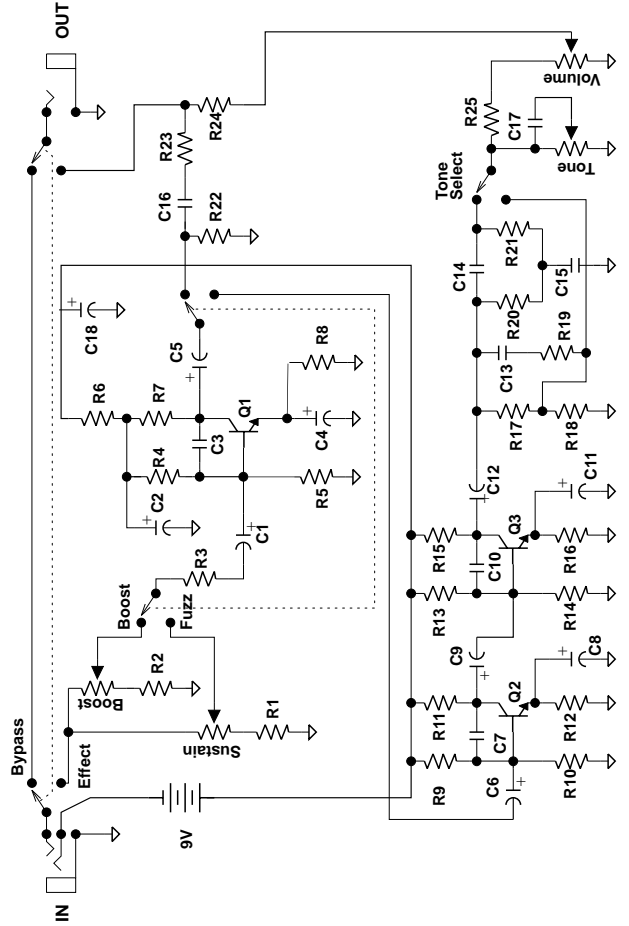 IN
OUT
Bypass
Effect
9V
Boost
R2
Sustain
R1
Boost
Fuzz
R3
C1
C2
R4
R5
R6
R7
C3
Q1
C4
R8
C5
C18
C16
R22
R23
R24
R9
R10
C6
R11
C7
Q2
R12
C8
C9
R13
R14
R15
C10
Q3
R16
C11
C12
R17
R18
C13
R19
R20
C14
R21
C15
Tone
Select
R25
C17
Tone
Volume
+
+
+
+
+
+
+
+
+
+